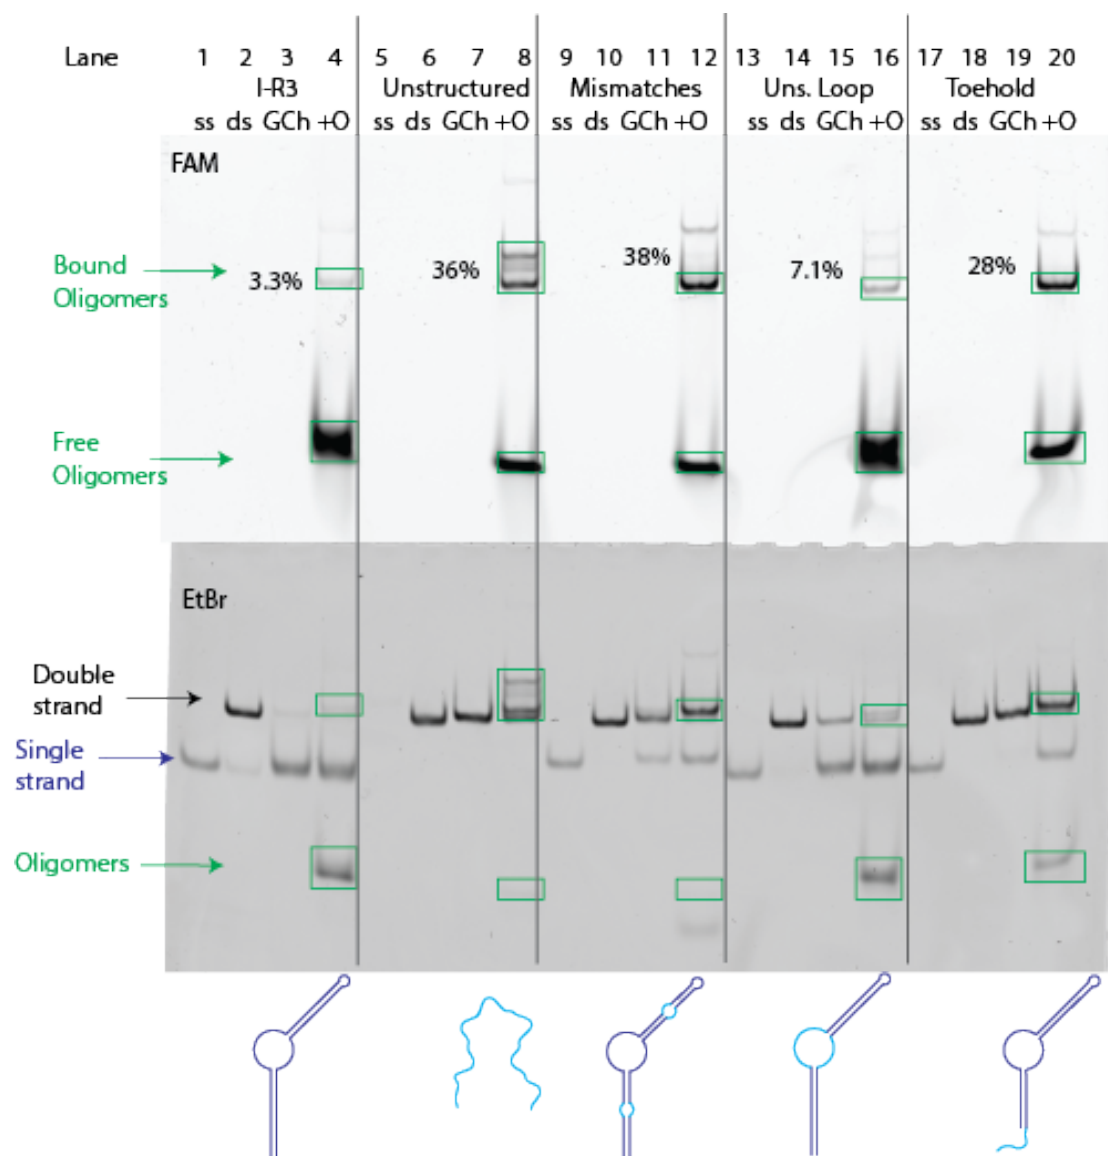 Lane 1 2 3 4 5 6 7 8 9 10 11 12 13 14 15 16 17 18 19 20
I-R3 Unstructured Mismatches Uns. Loop Toehold
ss ds GCh +O ss ds GCh +O ss ds GCh +O ss ds GCh +O ss ds GCh +O
FAM
Bound
Oligomers
3.3% 36% 38% 7.1% 28%
Free
Oligomers
EtBr
Double
strand
Single
strand
Oligomers